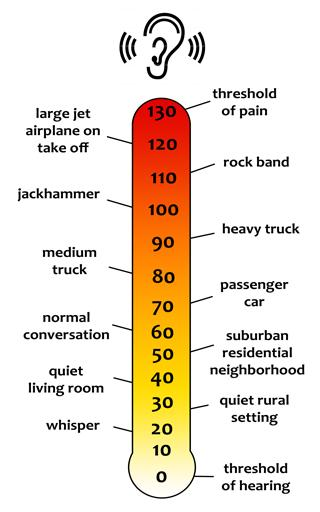 threshold
of pain
130
large jet
airplane on
take off
120
rock band
110
jackhammer
100
heavy truck
90
medium
truck
80
passenger
car
70
normal
conversation
60
suburban
residential
neighborhood
50
quiet
living room
40
quiet rural
setting
30
whisper
20
10
threshold
of hearing
0